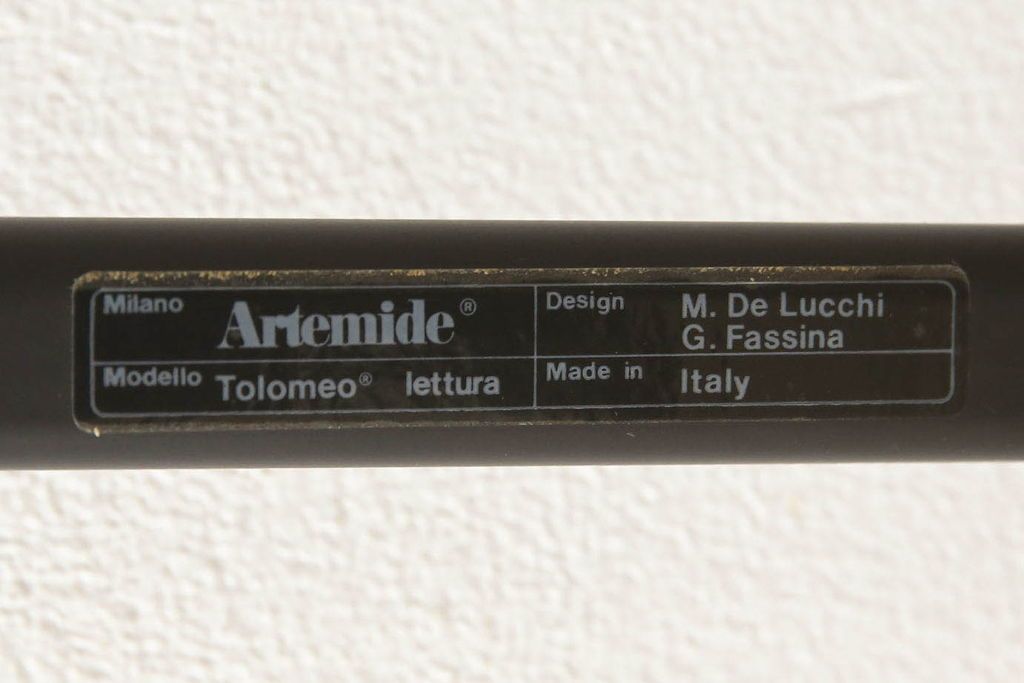 Milano Artemide®
Modello Tolomeo® lettura
Design M. De Lucchi
G. Fassina
Made in Italy